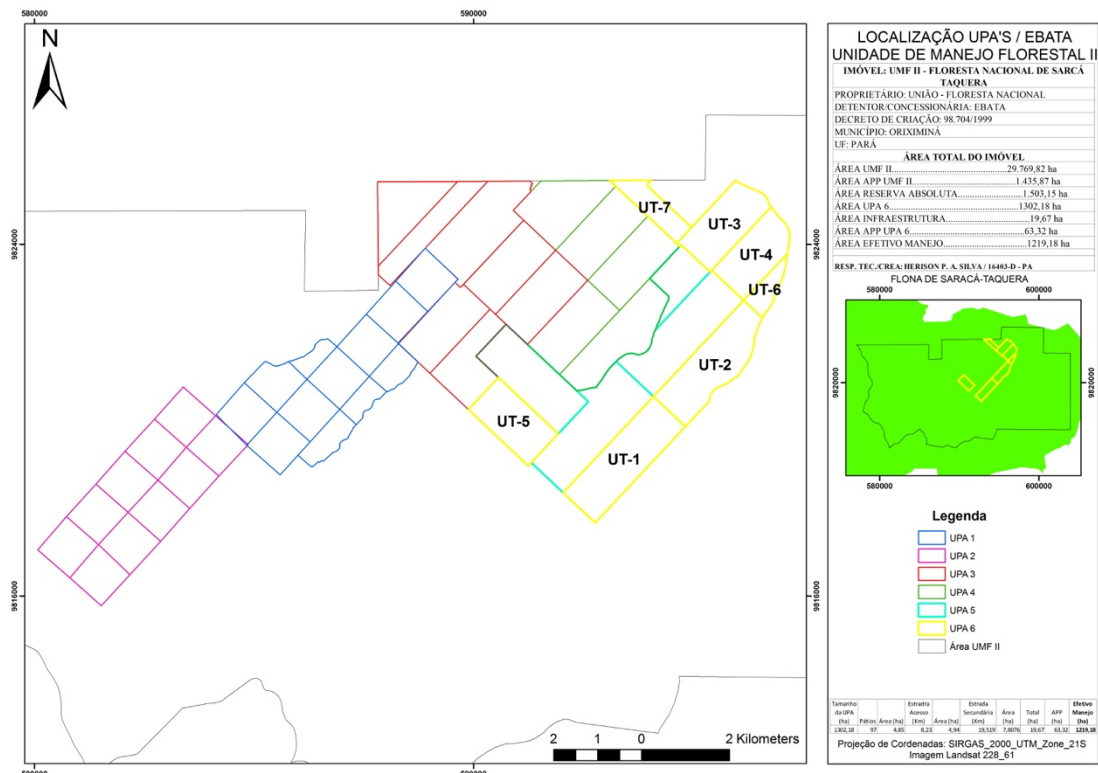 580000
590000
N
9824000
9824000
9816000
9816000
UT-7
UT-3
UT-4
UT-6
UT-2
UT-5
UT-1
2 1 0 2 Kilometers
590000
LOCALIZAÇÃO UPA'S / EBATA
UNIDADE DE MANEJO FLORESTAL II
IMÓVEL: UMF II - FLORESTA NACIONAL DE SARCÁ
TAQUERA
PROPRIETÁRIO: UNIÃO - FLORESTA NACIONAL
DETENTOR/CONCESSIONÁRIA: EBATA
DECRETO DE CRIAÇÃO: 98.704/1999
MUNICÍPIO: ORIXIMINÁ
UF: PARÁ
ÁREA TOTAL DO IMÓVEL
ÁREA UMF II...................................................29.769,82 ha
ÁREA APP UMF II..............................................1.435,87 ha
ÁREA RESERVA ABSOLUTA.............................1.503,15 ha
ÁREA UPA 6......................................................1302,18 ha
ÁREA INFRAESTRUTURA....................................19,67 ha
ÁREA APP UPA 6..................................................63,32 ha
ÁREA EFETIVO MANEJO...................................1219,18 ha
RESP. TEC./CREA: HERISON P. A. SILVA / 16403-D - PA
FLONA DE SARACÁ-TAQUERA
580000 600000
9820000 9820000
580000 600000
Legenda
UPA 1
UPA 2
UPA 3
UPA 4
UPA 5
UPA 6
Área UMF II
Tamanho da UPA (ha) Pátios Área (ha) Estrada Acesso (Km) Área (ha) Estrada Secundária (Km) Área (ha) Total (ha) APP (ha) Efetivo Manejo (ha)
1302,18 97 4,85 8,23 4,94 19,519 7,8076 19,67 63,32 1219,18
Projeção de Cordenadas: SIRGAS_2000_UTM_Zone_21S
Imagem Landsat 228_61